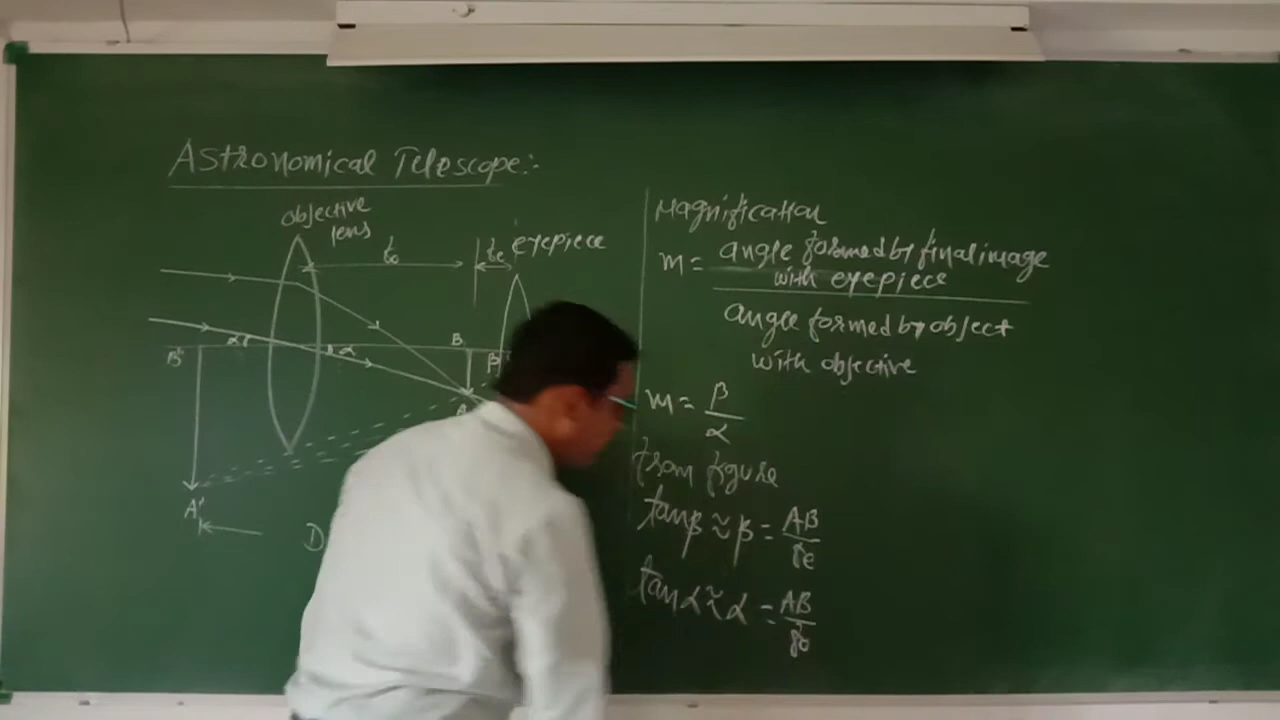 Astronomical Telescope:-
objective
lens
fo
fe
eyepiece
α
α
B'
B
β
A
A'
D
Magnification
m = angle formed by final image
with eyepiece
angle formed by object
with objective
m = β
α
from figure
tanβ ≈ β = AB
fe
tanα ≈ α = AB
fo